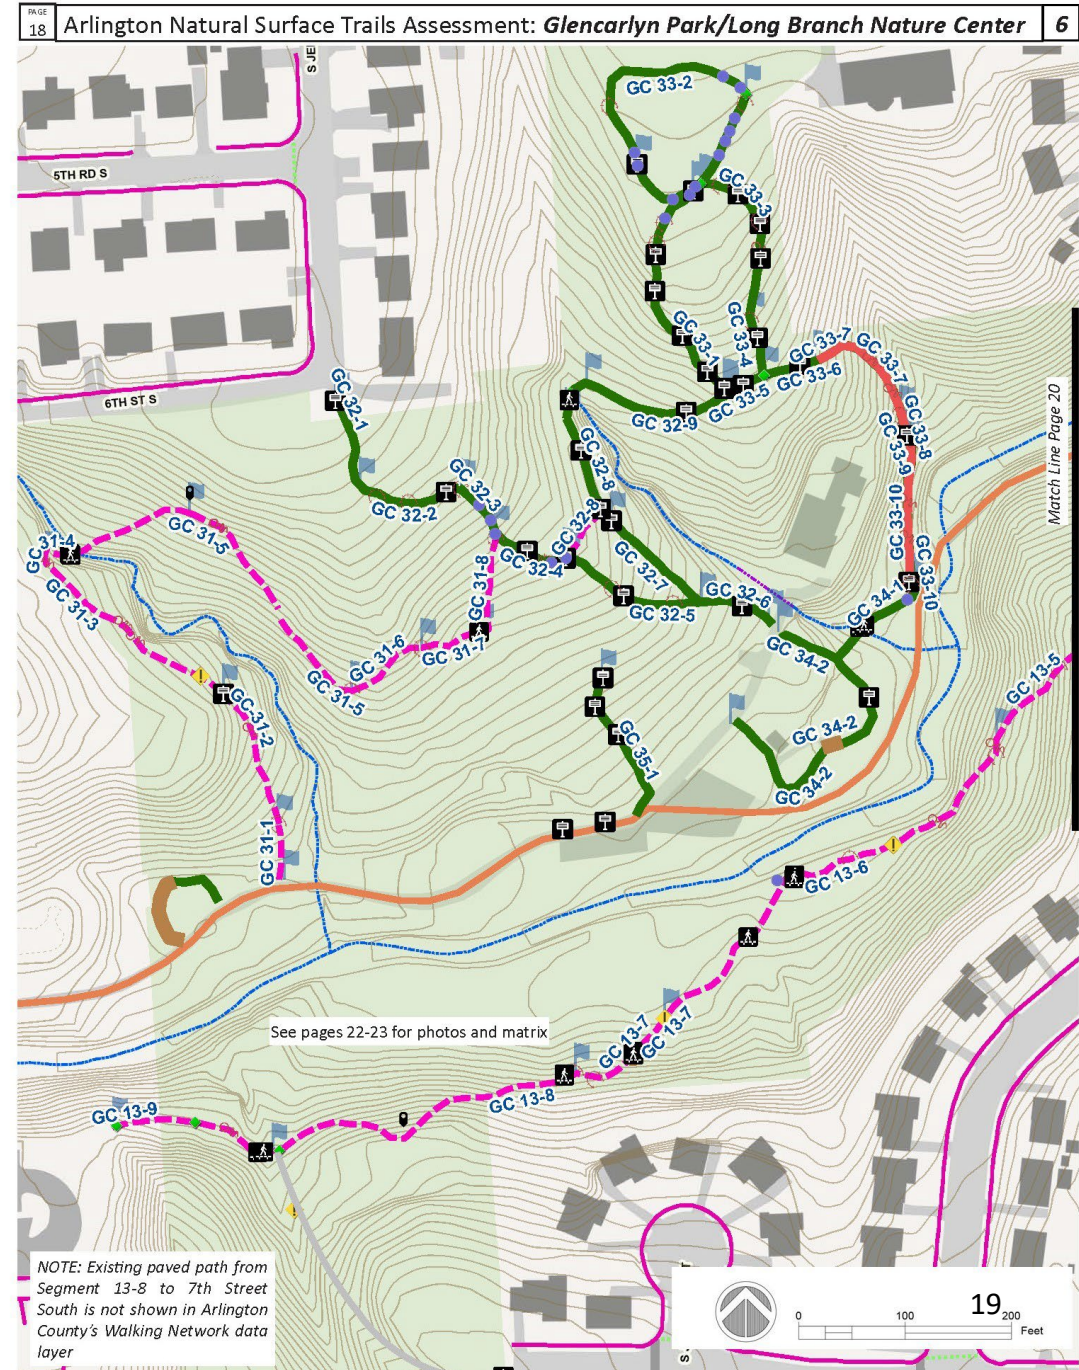 PAGE
18
Arlington Natural Surface Trails Assessment: Glencarlyn Park/Long Branch Nature Center
6
S JE
GC 33-2
5TH RD S
GC 33-3
GC 33-1
GC 33-4
GC 33-7
GC 33-7
GC 33-6
GC 33-5
GC 32-1
6TH ST S
GC 32-9
GC 33-8
GC 33-9
Match Line Page 20
GC 32-8
GC 32-3
GC 32-2
GC 33-10
GC 32-8
GC 31-5
GC 31-4
GC 32-4
GC 31-8
GC 32-7
GC 33-10
GC 31-3
GC 32-6
GC 32-5
GC 34-1
GC 31-6
GC 31-7
GC 34-2
GC 31-5
GC 13-5
GC-31-2
GC 34-2
GC 35-1
GC 34-2
GC 31-1
GC 13-6
See pages 22-23 for photos and matrix
GC 13-7
GC 13-7
GC 13-8
GC 13-9
NOTE: Existing paved path from
Segment 13-8 to 7th Street
South is not shown in Arlington
County's Walking Network data
layer
19
0
100
200
Feet